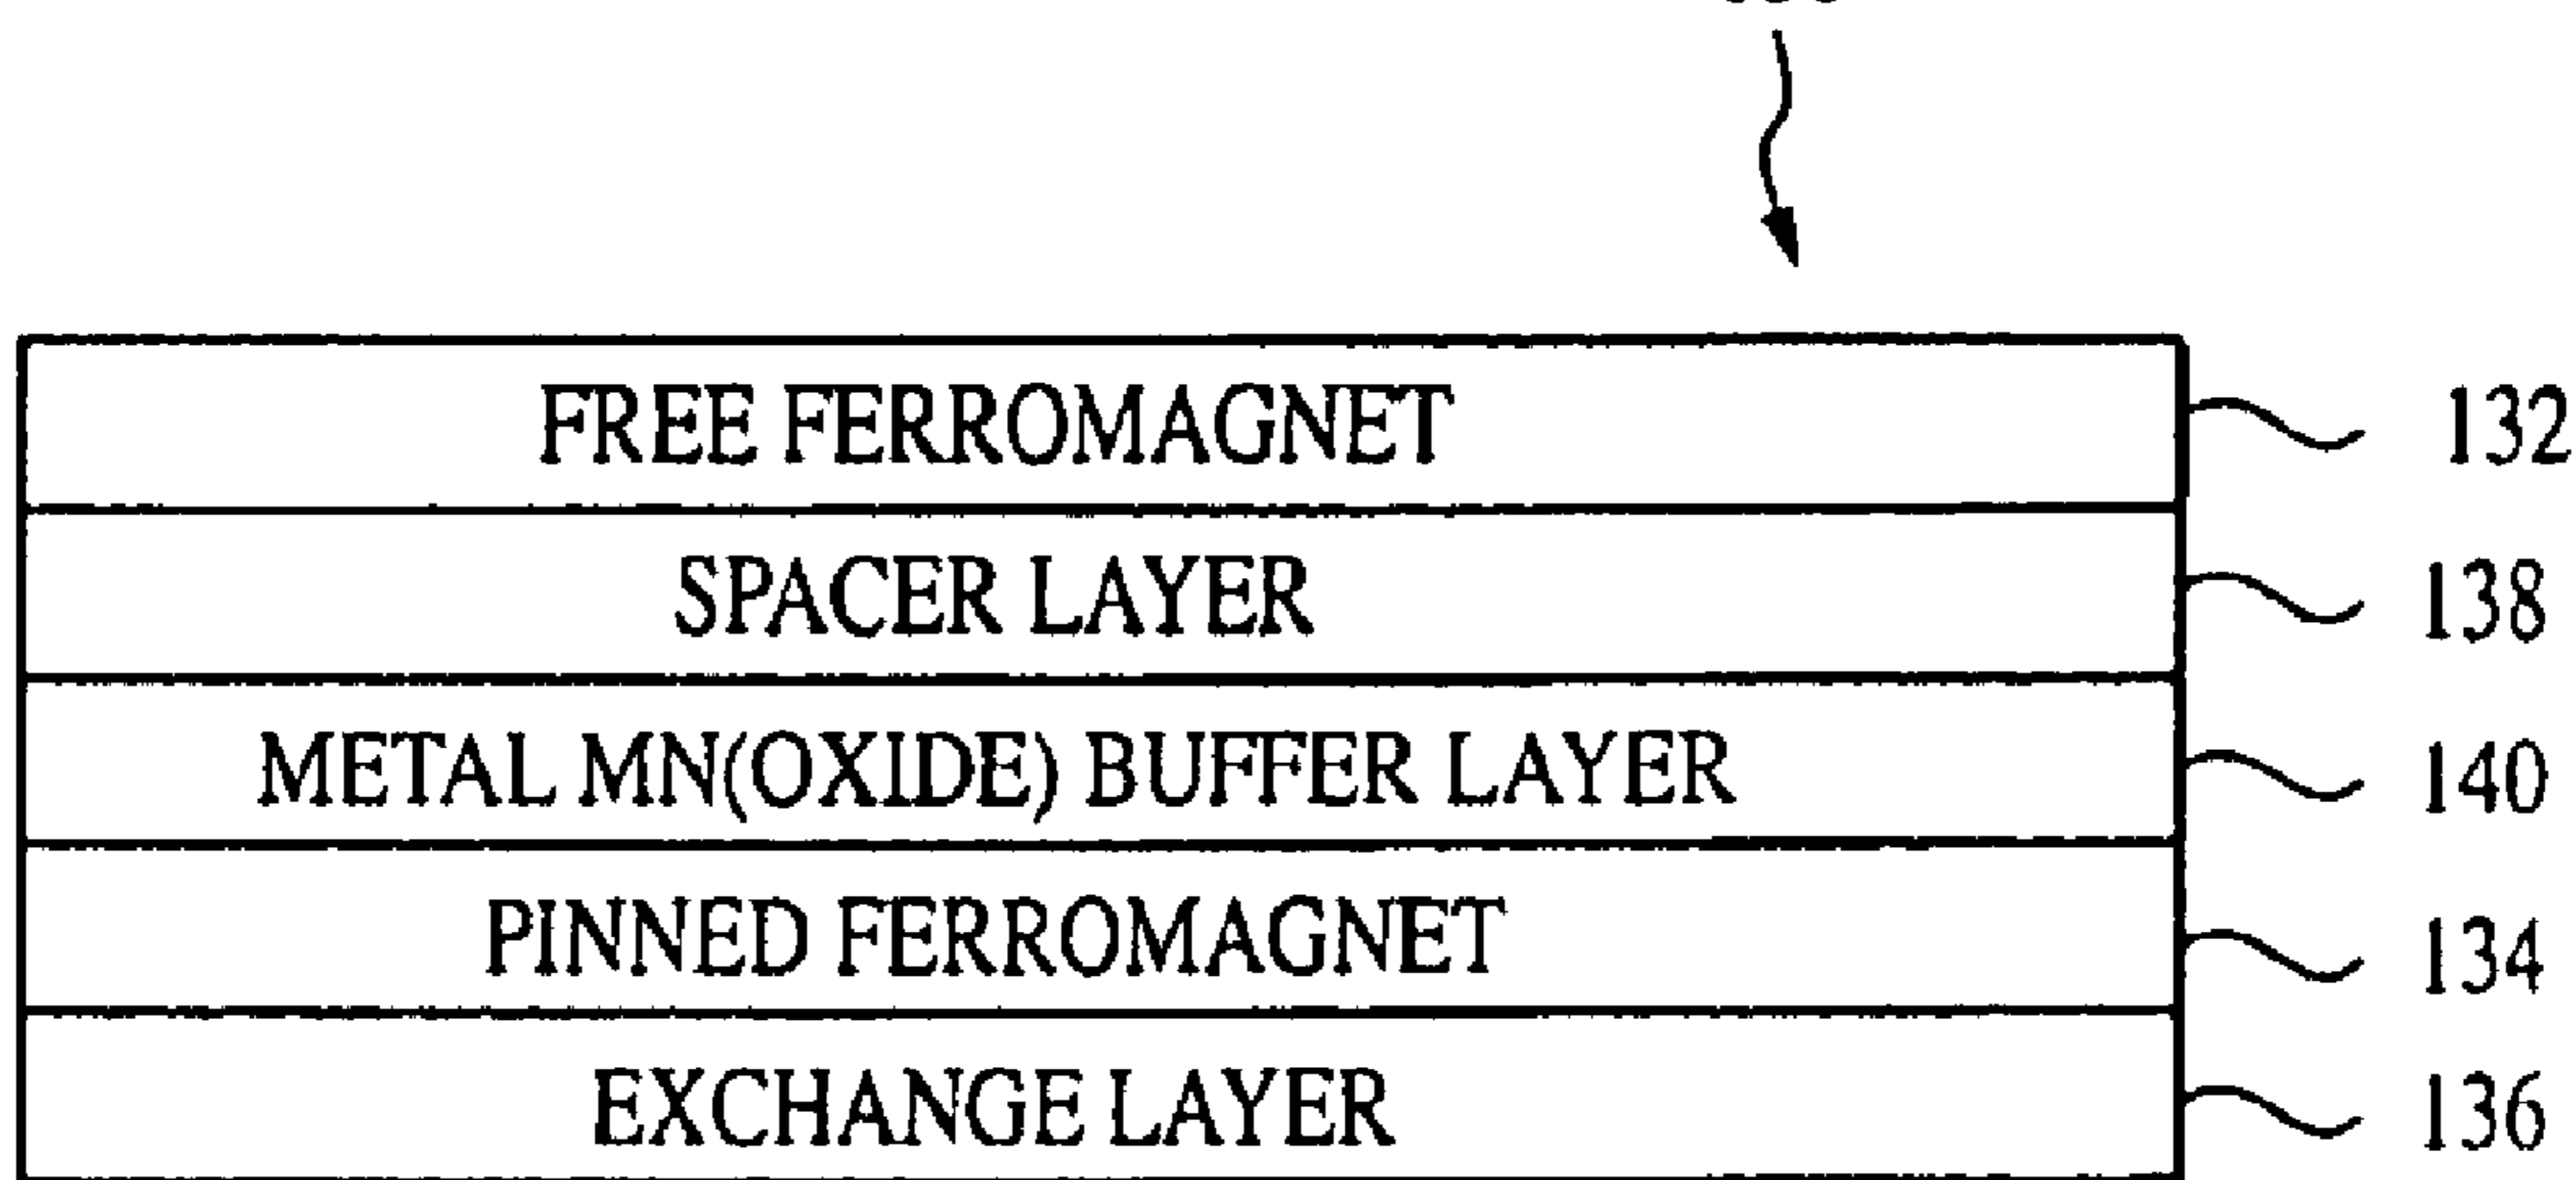 FREE FERROMAGNET 132
SPACER LAYER 138
METAL MN(OXIDE) BUFFER LAYER 140
PINNED FERROMAGNET 134
EXCHANGE LAYER 136